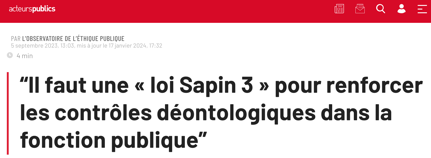 acteurspublics
PAR L'OBSERVATOIRE DE L'ÉTHIQUE PUBLIQUE
5 septembre 2023, 13:03, mis à jour le 17 janvier 2024, 11:32
4 min
“Il faut une « loi Sapin 3 » pour renforcer
les contrôles déontologiques dans la
fonction publique”